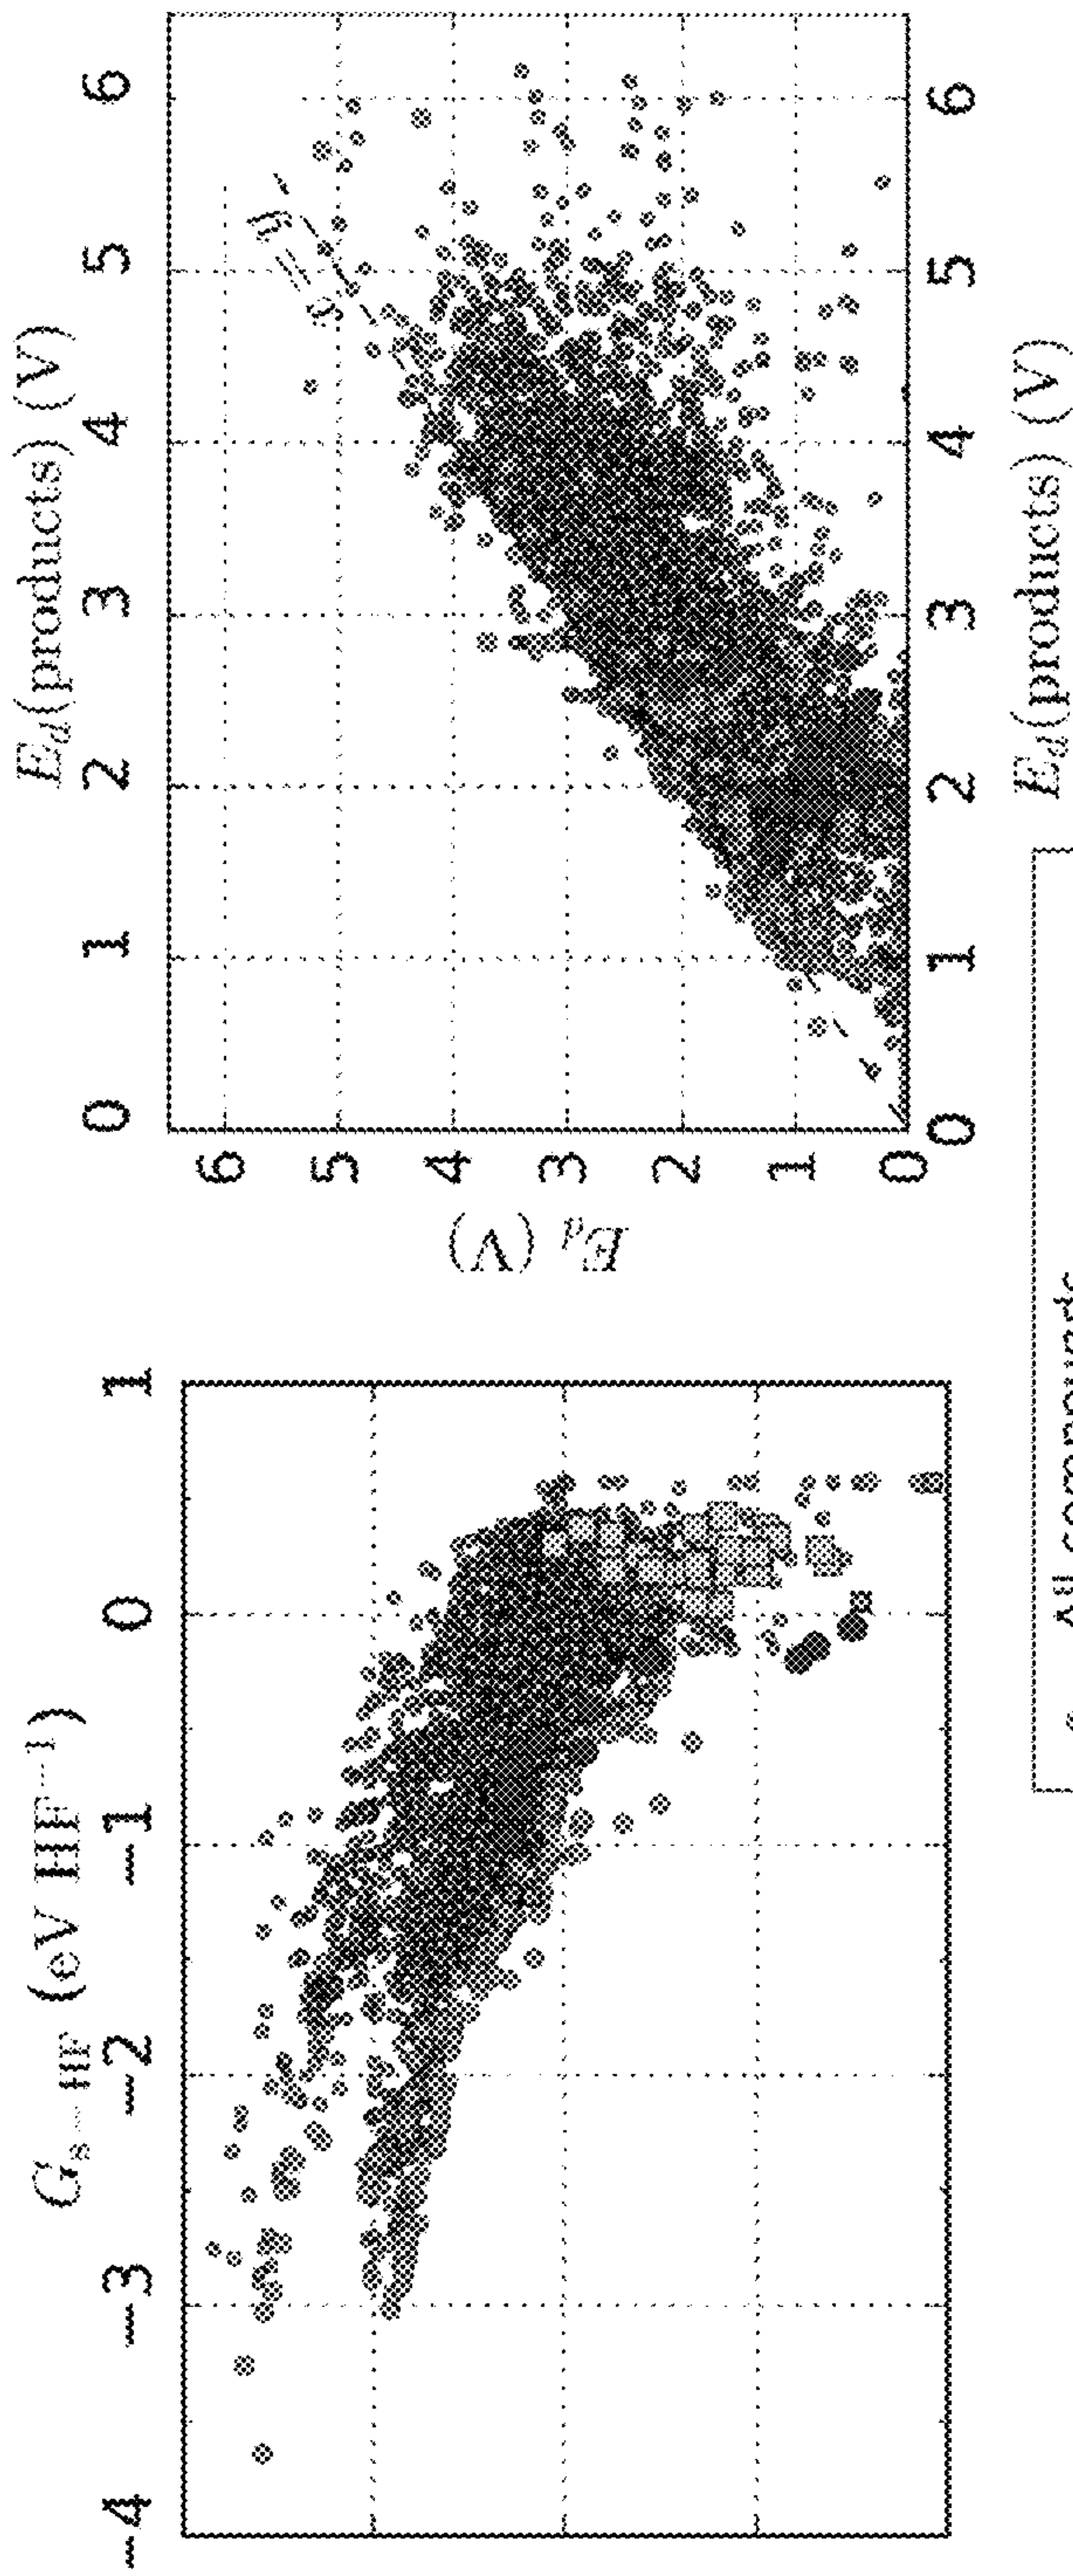 G_{s-HF} (eV HF^{-1})
-4 -3 -2 -1 0 1
E_d(products) (V)
0 1 2 3 4 5 6
6
5
4
3
2
1
0
E_d (V)
y = x
0 1 2 3 4 5 6
E_d(products) (V)
All compounds